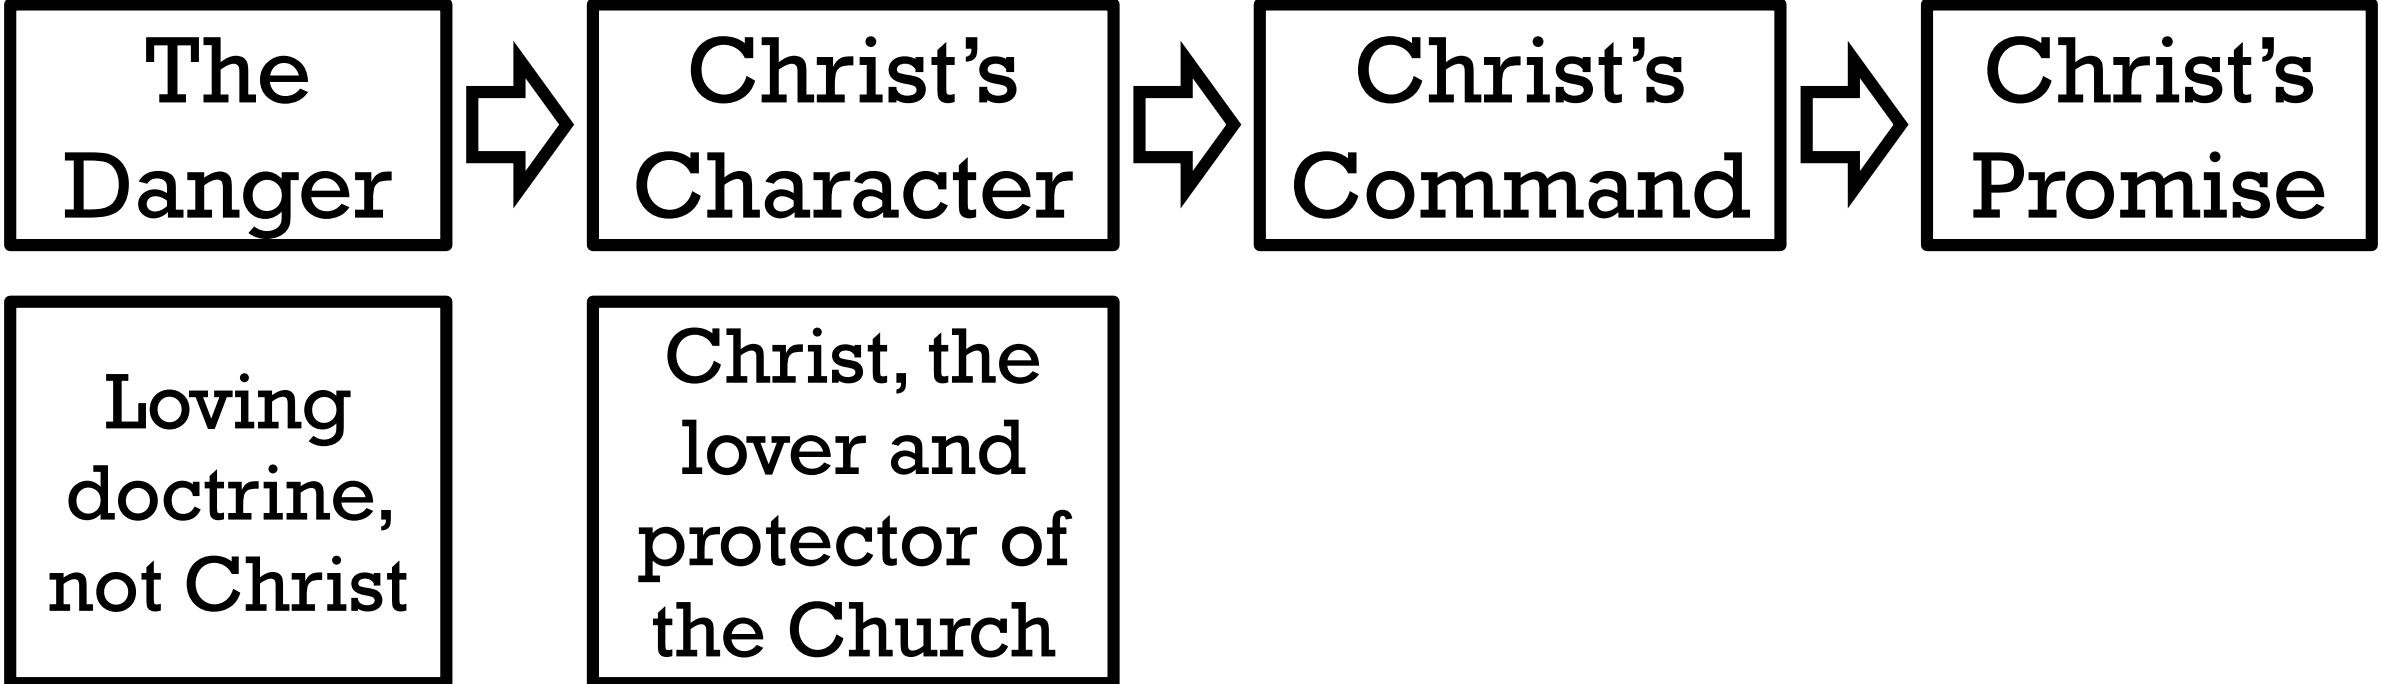 The
Danger
Christ’s
Character
Christ’s
Command
Christ’s
Promise
Loving
doctrine,
not Christ
Christ, the
lover and
protector of
the Church